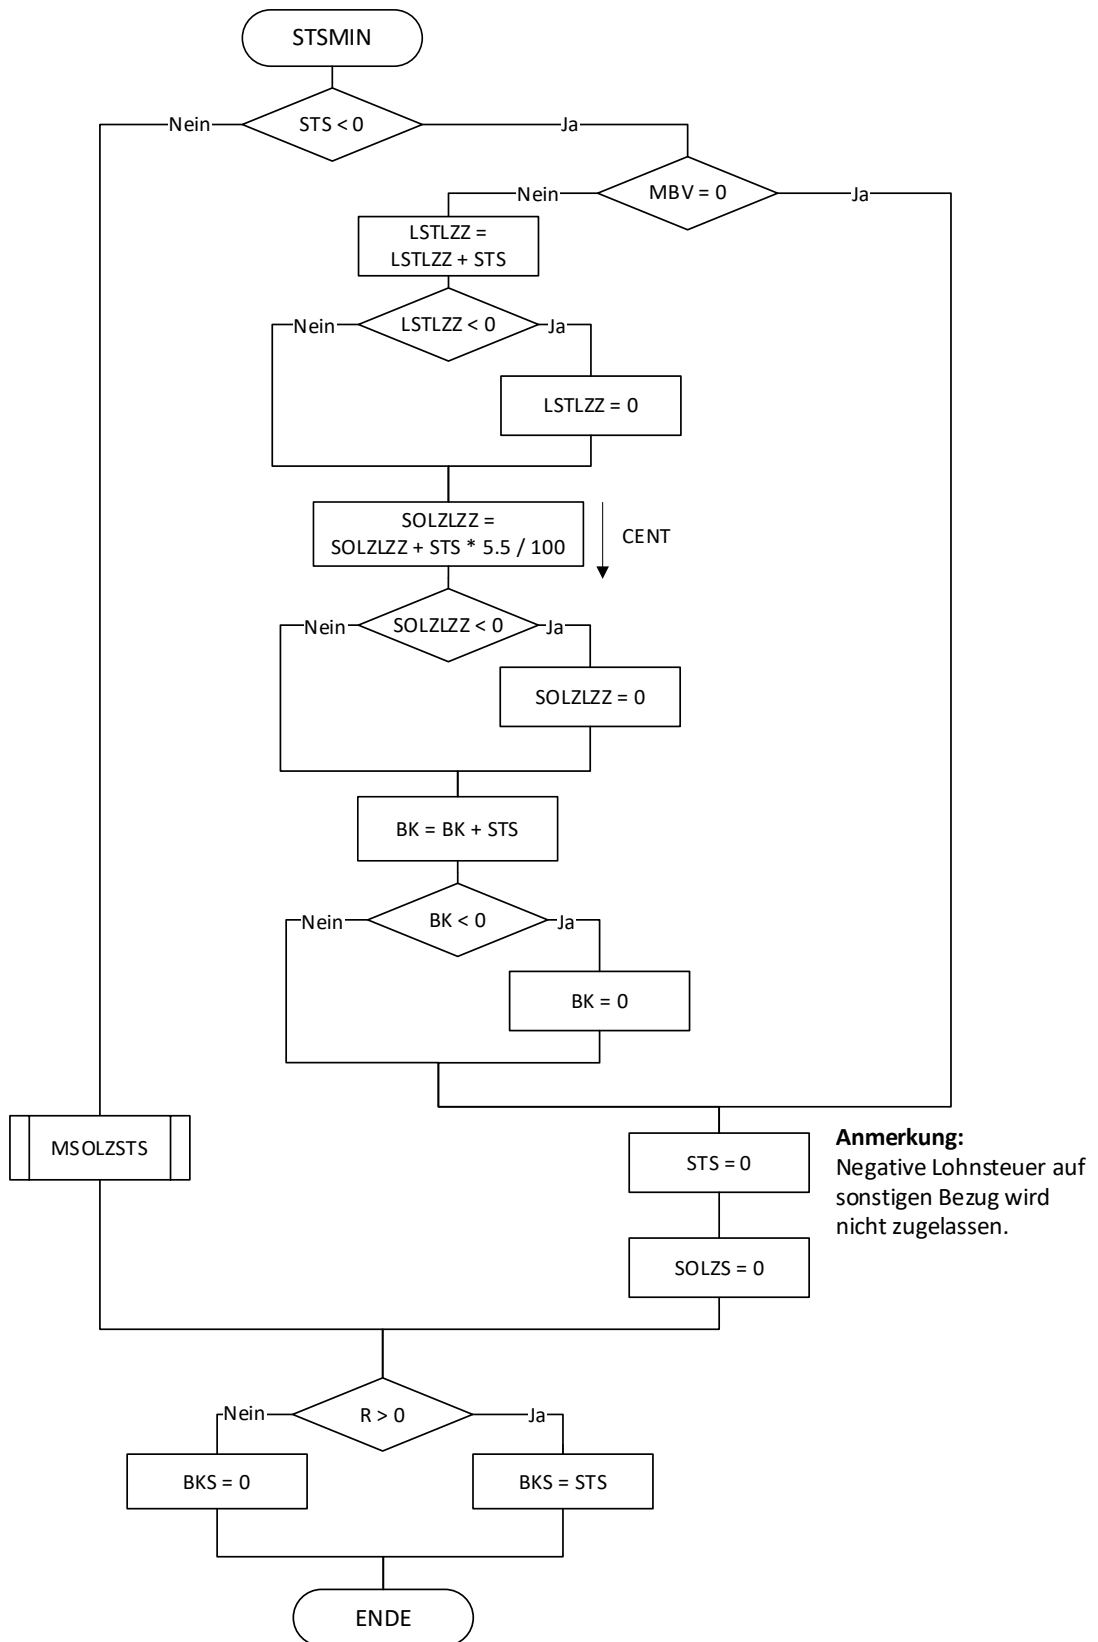 STSMIN
Nein
STS < 0
Ja
Nein
MBV = 0
Ja
LSTLZZ =
LSTLZZ + STS
Nein
LSTLZZ < 0
Ja
LSTLZZ = 0
SOLZLZZ =
SOLZLZZ + STS * 5.5 / 100
CENT
Nein
SOLZLZZ < 0
Ja
SOLZLZZ = 0
BK = BK + STS
Nein
BK < 0
Ja
BK = 0
MSOLZSTS
STS = 0
Anmerkung:
Negative Lohnsteuer auf
sonstigen Bezug wird
nicht zugelassen.
SOLZS = 0
Nein
R > 0
Ja
BKS = 0
BKS = STS
ENDE